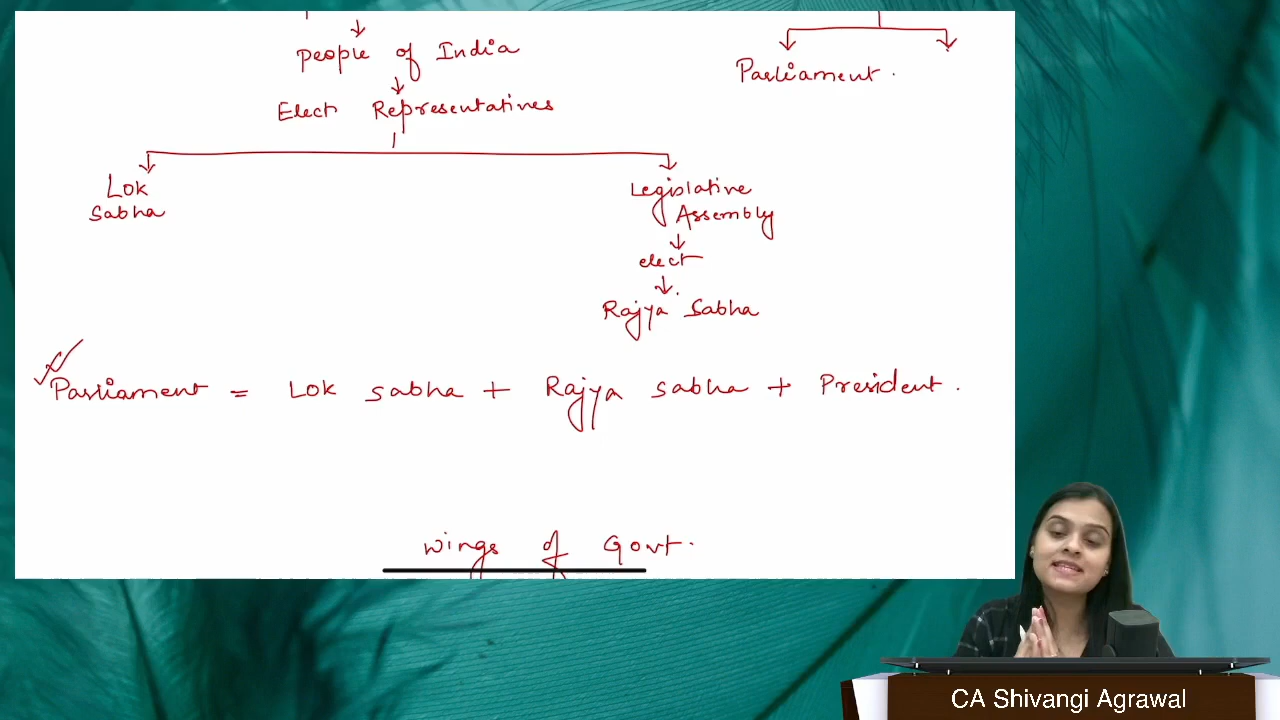 People of India
Parliament.
Elect Representatives
Lok
Sabha
Legislative
Assembly
elect
Rajya Sabha
Parliament = Lok sabha + Rajya sabha + President.
Wings of Govt.
CA Shivangi Agrawal